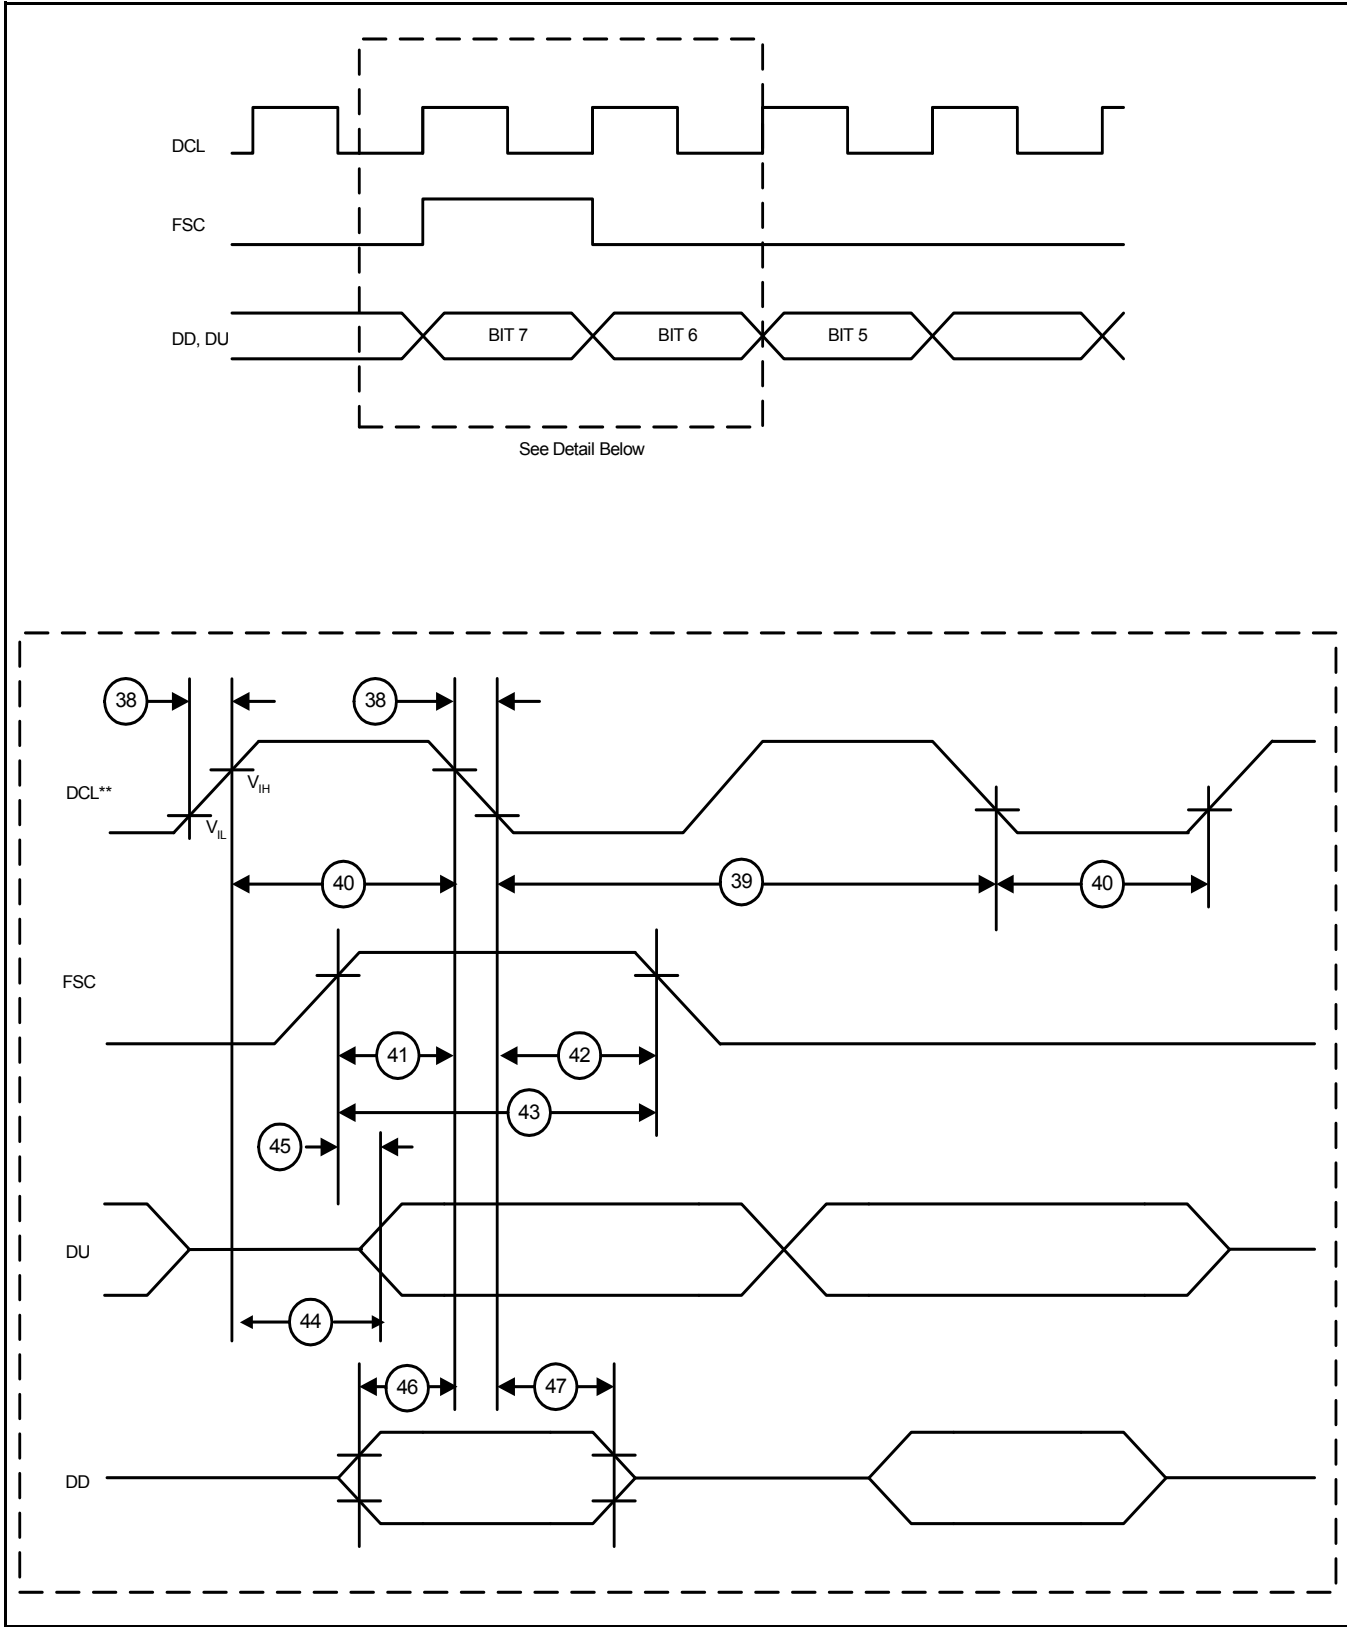 DCL
FSC
DD, DU
BIT 7
BIT 6
BIT 5
See Detail Below
38
38
DCL**
VIH
VIL
40
39
40
FSC
41
42
43
45
DU
44
46
47
DD